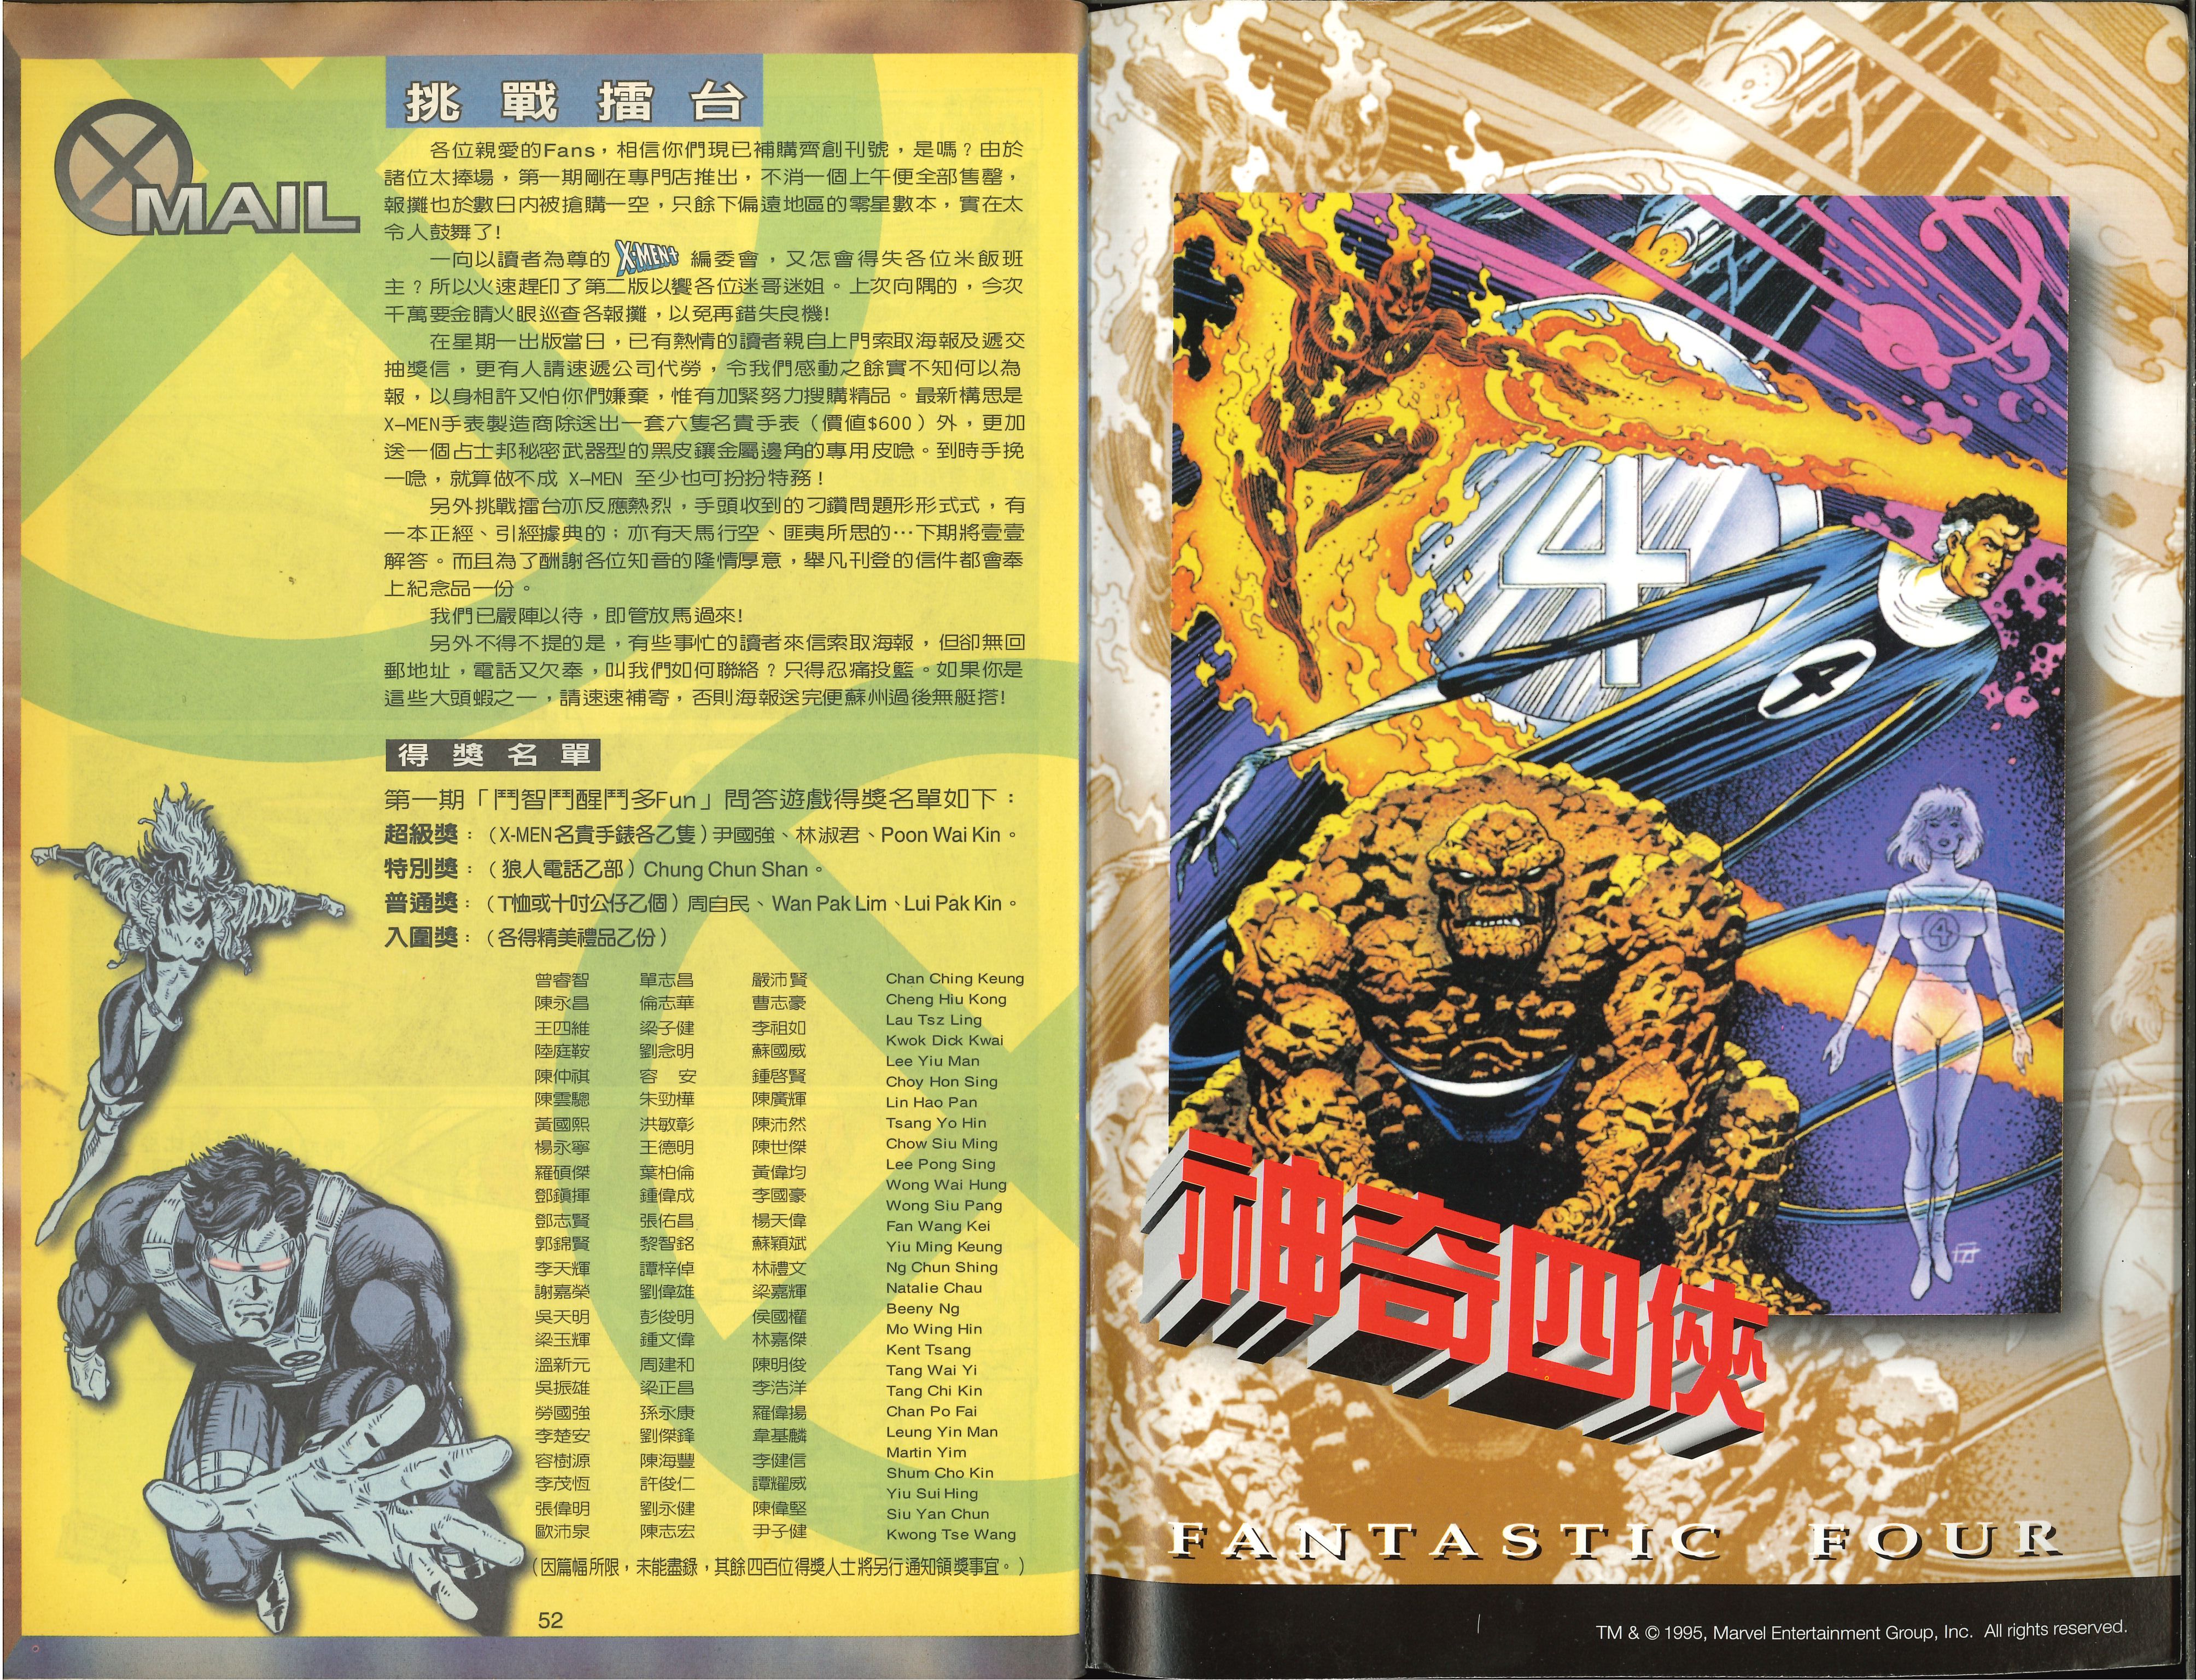 MAIL
挑戰擂台
各位親愛的Fans，相信你們現已補購齊創刊號，是嗎？由於
諸位太捧場，第一期剛在專門店推出，不消一個上午便全部售罄，
報攤也於數日內被搶購一空，只餘下偏遠地區的零星數本，實在太
令人鼓舞了!
一向以讀者為尊的 X-MEN 編委會，又怎會得失各位米飯班
主？所以火速趕印了第二版以饗各位迷哥迷姐。上次向隅的，今次
千萬要金睛火眼巡查各報攤，以免再錯失良機!
在星期一出版當日，已有熱情的讀者親自上門索取海報及遞交
抽獎信，更有人請速遞公司代勞，令我們感動之餘實不知何以為
報，以身相許又怕你們嫌棄，惟有加緊努力搜購精品。最新構思是
X-MEN手表製造商除送出一套六隻名貴手表（價值$600）外，更加
送一個占士邦秘密武器型的黑皮鑲金屬邊角的專用皮喼。到時手挽
一喼，就算做不成 X-MEN 至少也可扮扮特務!
另外挑戰擂台亦反應熱烈，手頭收到的刁鑽問題形形式式，有
一本正經、引經據典的；亦有天馬行空、匪夷所思的…下期將壹壹
解答。而且為了酬謝各位知音的隆情厚意，舉凡刊登的信件都會奉
上紀念品一份。
我們已嚴陣以待，即管放馬過來!
另外不得不提的是，有些事忙的讀者來信索取海報，但卻無回
郵地址，電話又欠奉，叫我們如何聯絡？只得忍痛投籃。如果你是
這些大頭蝦之一，請速速補寄，否則海報送完便蘇州過後無艇搭!
得獎名單
第一期「鬥智鬥醒鬥多Fun」問答遊戲得獎名單如下：
超級獎：（X-MEN名貴手錶各乙隻）尹國強、林淑君、Poon Wai Kin。
特別獎：（狼人電話乙部）Chung Chun Shan。
普通獎：（T恤或十吋公仔乙個）周自民、Wan Pak Lim、Lui Pak Kin。
入圍獎：（各得精美禮品乙份）
曾睿智
陳永昌
王四維
陸庭鞍
陳仲祺
陳雲驄
黃國熙
楊永寧
羅碩傑
鄧鎮揮
鄧志賢
郭錦賢
李天輝
謝嘉榮
吳天明
梁玉輝
溫新元
吳振雄
勞國強
李楚安
容樹源
李茂恆
張偉明
歐沛泉
單志昌
倫志華
梁子健
劉念明
容　安
朱勁樺
洪敏彰
王德明
葉柏倫
鍾偉成
張佑昌
黎智銘
譚梓倬
劉偉雄
彭俊明
鍾文偉
周建和
梁正昌
孫永康
劉傑鋒
陳海豐
許俊仁
劉永健
陳志宏
嚴沛賢
曹志豪
李祖如
蘇國威
鍾啓賢
陳廣輝
陳沛然
陳世傑
黃偉均
李國豪
楊天偉
蘇穎斌
林禮文
梁嘉輝
侯國權
林嘉傑
陳明俊
李浩洋
羅偉揚
韋基麟
李健信
譚耀威
陳偉堅
尹子健
Chan Ching Keung
Cheng Hiu Kong
Lau Tsz Ling
Kwok Dick Kwai
Lee Yiu Man
Choy Hon Sing
Lin Hao Pan
Tsang Yo Hin
Chow Siu Ming
Lee Pong Sing
Wong Wai Hung
Wong Siu Pang
Fan Wang Kei
Yiu Ming Keung
Ng Chun Shing
Natalie Chau
Beeny Ng
Mo Wing Hin
Kent Tsang
Tang Wai Yi
Tang Chi Kin
Chan Po Fai
Leung Yin Man
Martin Yim
Shum Cho Kin
Yiu Sui Hing
Siu Yan Chun
Kwong Tse Wang
（因篇幅所限，未能盡錄，其餘四百位得獎人士將另行通知領獎事宜。）
52
4
4
4
神奇四俠
FANTASTIC FOUR
TM & © 1995, Marvel Entertainment Group, Inc. All rights reserved.